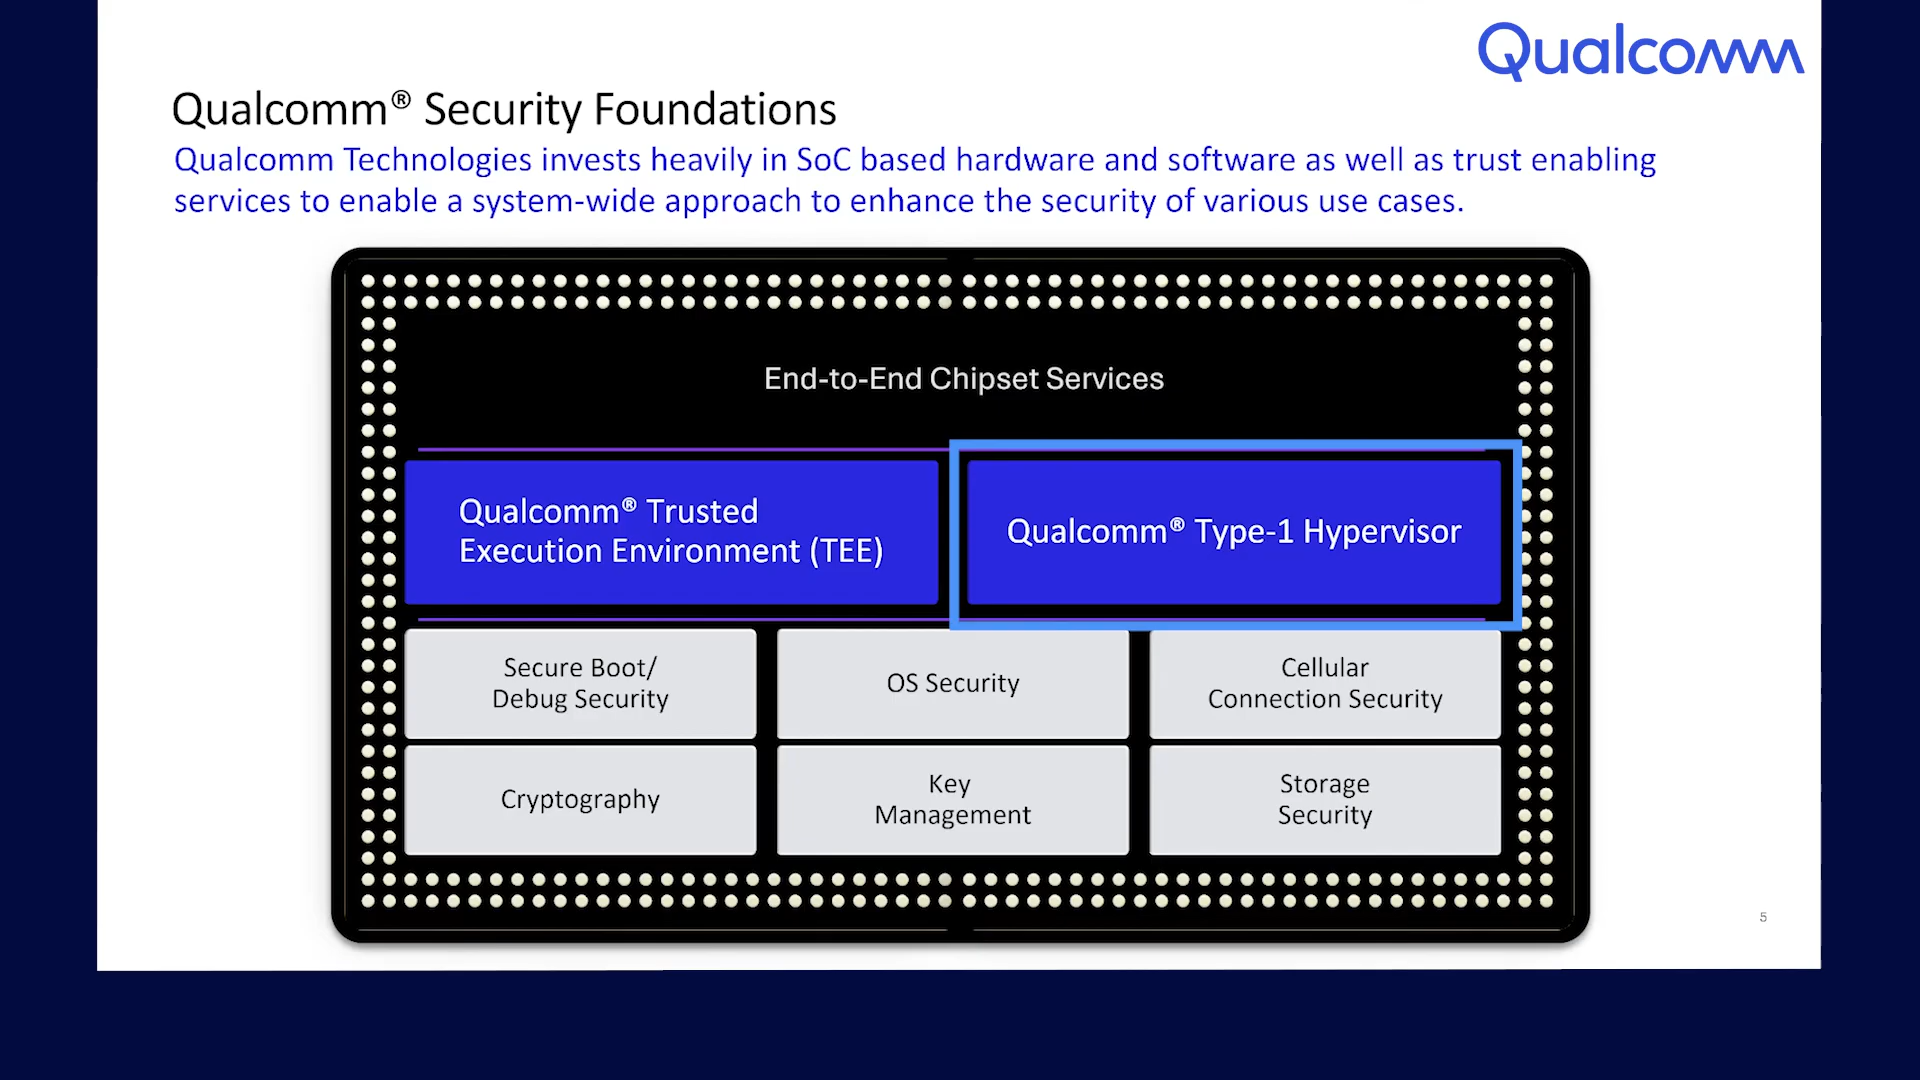 Qualcomm
Qualcomm® Security Foundations
Qualcomm Technologies invests heavily in SoC based hardware and software as well as trust enabling
services to enable a system-wide approach to enhance the security of various use cases.
End-to-End Chipset Services
Qualcomm® Trusted
Execution Environment (TEE)
Qualcomm® Type-1 Hypervisor
Secure Boot/
Debug Security
OS Security
Cellular
Connection Security
Cryptography
Key
Management
Storage
Security
5